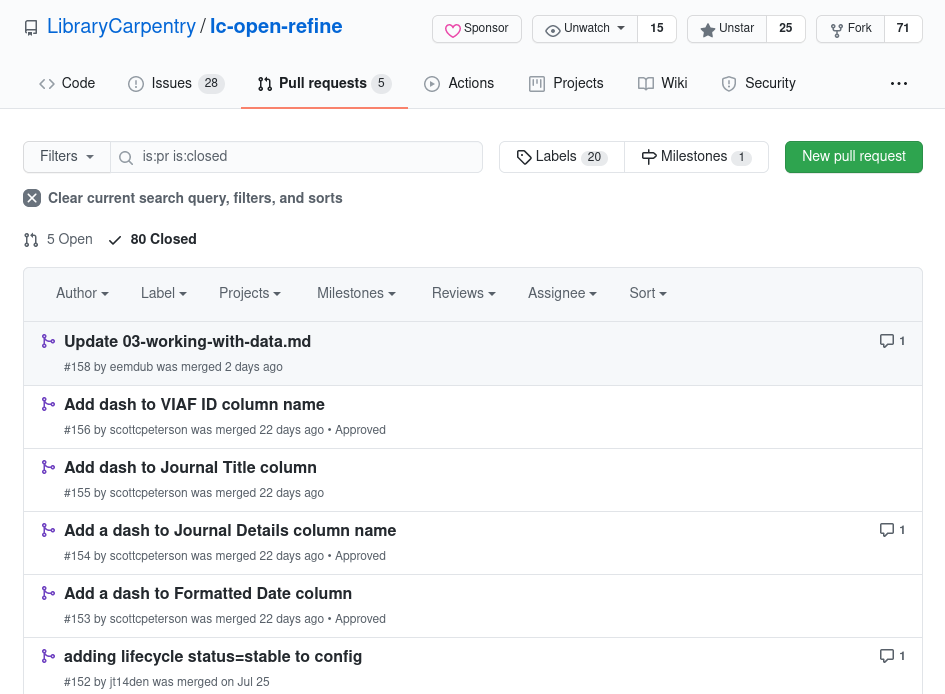 LibraryCarpentry / lc-open-refine
Sponsor Unwatch 15 Unstar 25 Fork 71
Code Issues 28 Pull requests 5 Actions Projects Wiki Security ...
Filters is:pr is:closed Labels 20 Milestones 1 New pull request
Clear current search query, filters, and sorts
5 Open 80 Closed
Author Label Projects Milestones Reviews Assignee Sort
Update 03-working-with-data.md 1
#158 by eemdub was merged 2 days ago
Add dash to VIAF ID column name
#156 by scottcpeterson was merged 22 days ago • Approved
Add dash to Journal Title column
#155 by scottcpeterson was merged 22 days ago
Add a dash to Journal Details column name 1
#154 by scottcpeterson was merged 22 days ago • Approved
Add a dash to Formatted Date column
#153 by scottcpeterson was merged 22 days ago • Approved
adding lifecycle status=stable to config 1
#152 by jt14den was merged on Jul 25